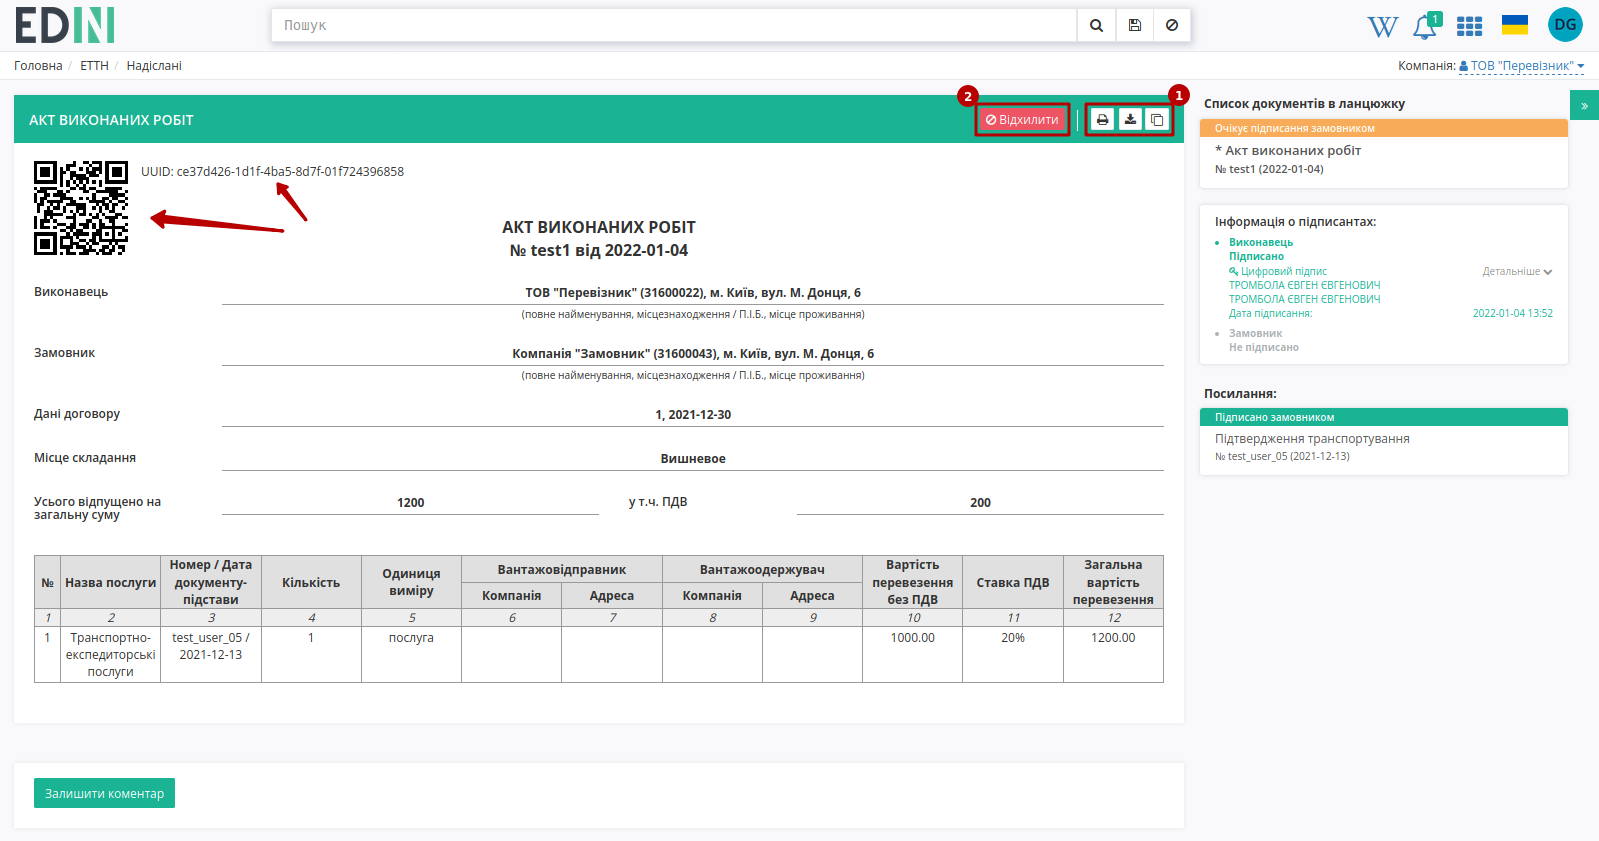 EDIN
Пошук
1
DG
Головна / ЕТТН / Надіслані
Компанія: ТОВ "Перевізник"
АКТ ВИКОНАНИХ РОБІТ
2
Відхилити
1
UUID: ce37d426-1d1f-4ba5-8d7f-01f724396858
АКТ ВИКОНАНИХ РОБІТ
№ test1 від 2022-01-04
Виконавець
ТОВ "Перевізник" (31600022), м. Київ, вул. М. Донця, 6
(повне найменування, місцезнаходження / П.І.Б., місце проживання)
Замовник
Компанія "Замовник" (31600043), м. Київ, вул. М. Донця, 6
(повне найменування, місцезнаходження / П.І.Б., місце проживання)
Дані договору
1, 2021-12-30
Місце складання
Вишневое
Усього відпущено на
загальну суму
1200
у т.ч. ПДВ
200
№
Назва послуги
Номер / Дата
документу-
підстави
Кількість
Одиниця
виміру
Вантажовідправник
Компанія
Адреса
Вантажоодержувач
Компанія
Адреса
Вартість
перевезення
без ПДВ
Ставка ПДВ
Загальна
вартість
перевезення
1 2 3 4 5 6 7 8 9 10 11 12
1
Транспортно-
експедиторські
послуги
test_user_05 /
2021-12-13
1
послуга
1000.00
20%
1200.00
Залишити коментар
Список документів в ланцюжку
»
Очікує підписання замовником
* Акт виконаних робіт
№ test1 (2022-01-04)
Інформація о підписантах:
Виконавець
Підписано
Цифровий підпис
Детальніше
ТРОМБОЛА ЄВГЕН ЄВГЕНОВИЧ
ТРОМБОЛА ЄВГЕН ЄВГЕНОВИЧ
Дата підписання: 2022-01-04 13:52
Замовник
Не підписано
Посилання:
Підписано замовником
Підтвердження транспортування
№ test_user_05 (2021-12-13)